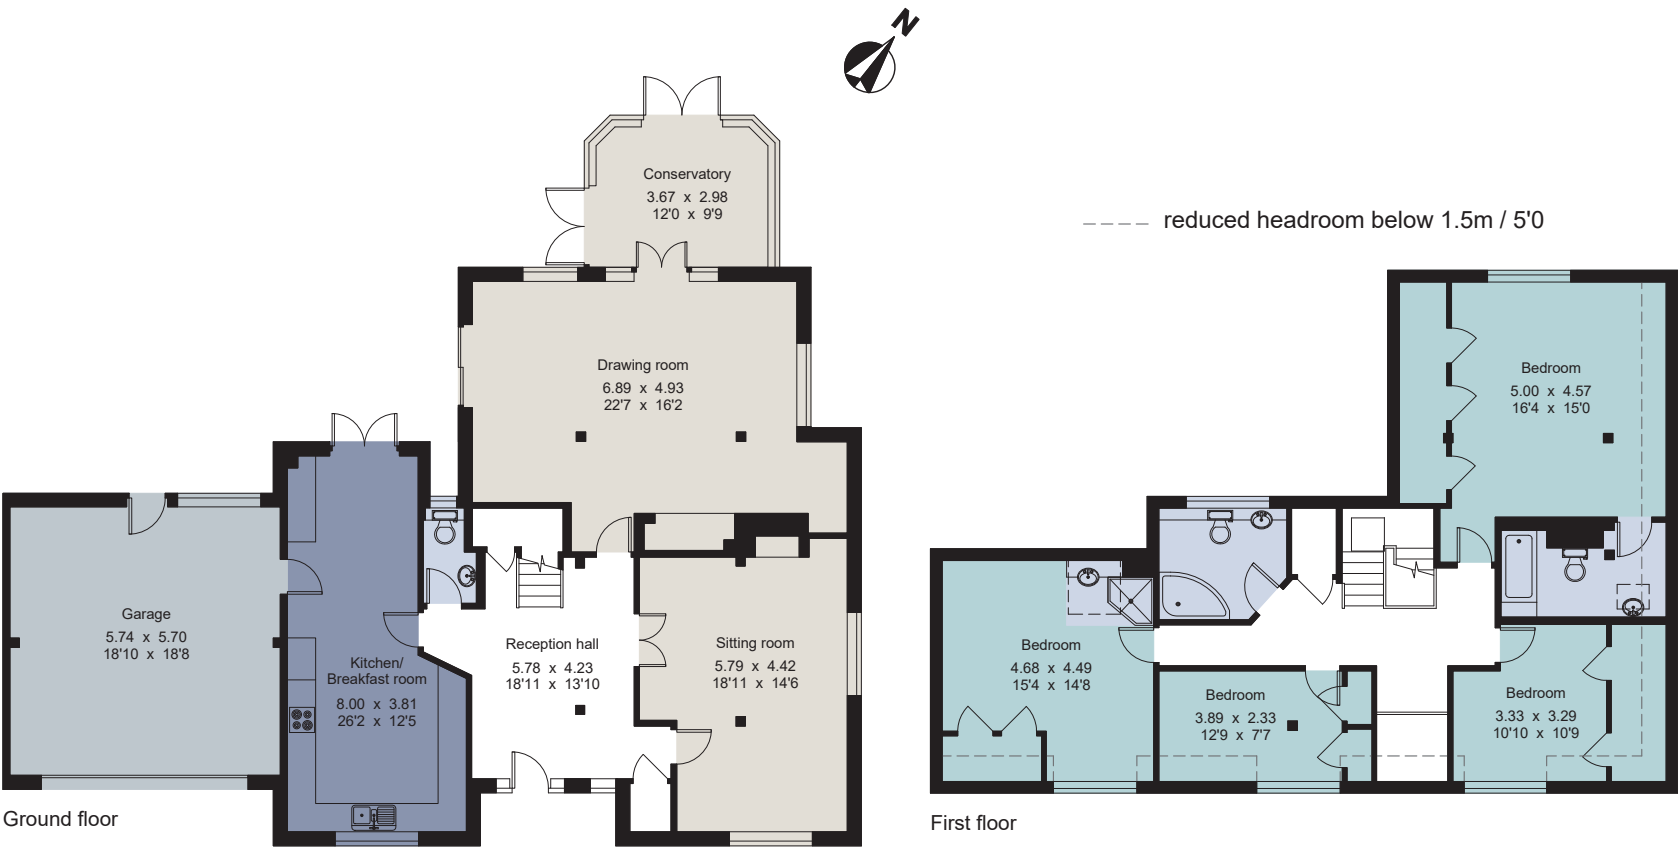 N
Conservatory
3.67 x 2.98
12'0 x 9'9
reduced headroom below 1.5m / 5'0
Drawing room
6.89 x 4.93
22'7 x 16'2
Garage
5.74 x 5.70
18'10 x 18'8
Kitchen/
Breakfast room
8.00 x 3.81
26'2 x 12'5
Reception hall
5.78 x 4.23
18'11 x 13'10
Sitting room
5.79 x 4.42
18'11 x 14'6
Ground floor
Bedroom
5.00 x 4.57
16'4 x 15'0
Bedroom
4.68 x 4.49
15'4 x 14'8
Bedroom
3.89 x 2.33
12'9 x 7'7
Bedroom
3.33 x 3.29
10'10 x 10'9
First floor